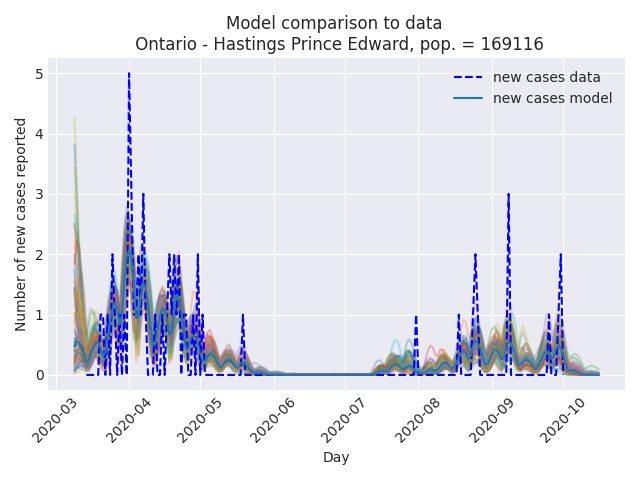 Model comparison to data
Ontario - Hastings Prince Edward, pop. = 169116
new cases data
new cases model
Number of new cases reported
5
4
3
2
1
0
2020-03
2020-04
2020-05
2020-06
2020-07
2020-08
2020-09
2020-10
Day